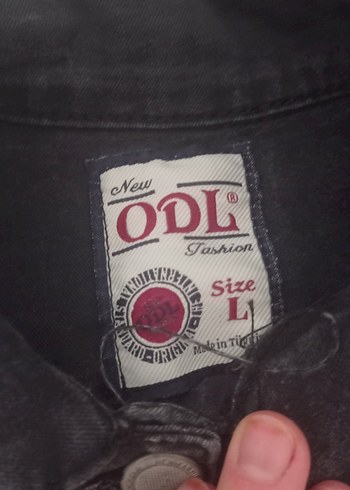 New
ODL®
Fashion
Size
L
ODL
INTERNATIONAL
STANDARD-ORIGINAL
Made in